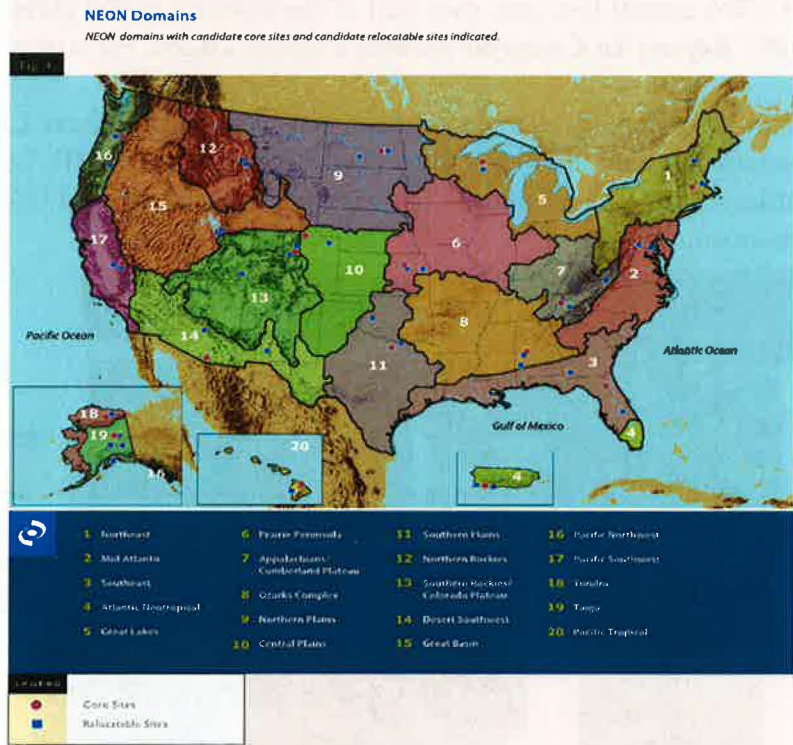 NEON Domains
NEON domains with candidate core sites and candidate relocatable sites indicated.
16
12
9
15
5
1
17
6
7
2
10
13
8
14
11
3
4
Pacific Ocean
Atlantic Ocean
Gulf of Mexico
18
19
16
20
4
1 Northeast
2 Mid Atlantic
3 Southeast
4 Atlantic Neotropical
5 Great Lakes
6 Prairie Peninsula
7 Appalachians/
Cumberland Plateau
8 Ozarks Complex
9 Northern Plains
10 Central Plains
11 Southern Plains
12 Northern Rockies
13 Southern Rockies/
Colorado Plateau
14 Desert Southwest
15 Great Basin
16 Pacific Northwest
17 Pacific Southwest
18 Tundra
19 Taiga
20 Pacific Tropical
LEGEND
Core Sites
Relocatable Sites